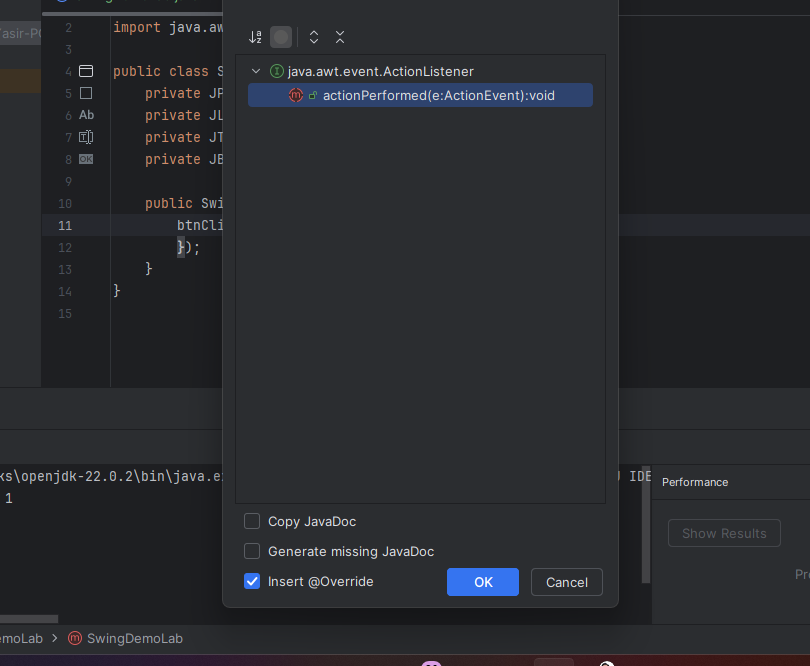 2 import java.aw
3
java.awt.event.ActionListener
4 public class S
actionPerformed(e:ActionEvent):void
5 private JP
Ab
6 private JL
7 private JT
8 OK private JB
9
10 public Swi
11 btnCli
12 });
13 }
14 }
15
ks\openjdk-22.0.2\bin\java.e
IDE
1
Performance
Show Results
Pr
Copy JavaDoc
Generate missing JavaDoc
Insert @Override
OK
Cancel
emoLab
SwingDemoLab